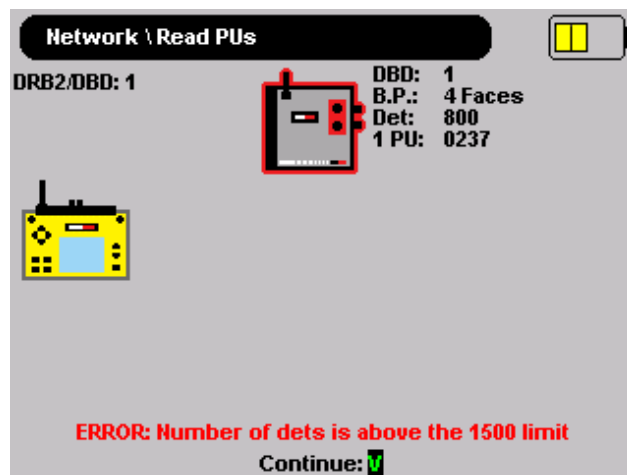 Network \ Read PUs
DRB2/DBD: 1
DBD: 1
B.P.: 4 Faces
Det: 800
1 PU: 0237
ERROR: Number of dets is above the 1500 limit
Continue: V